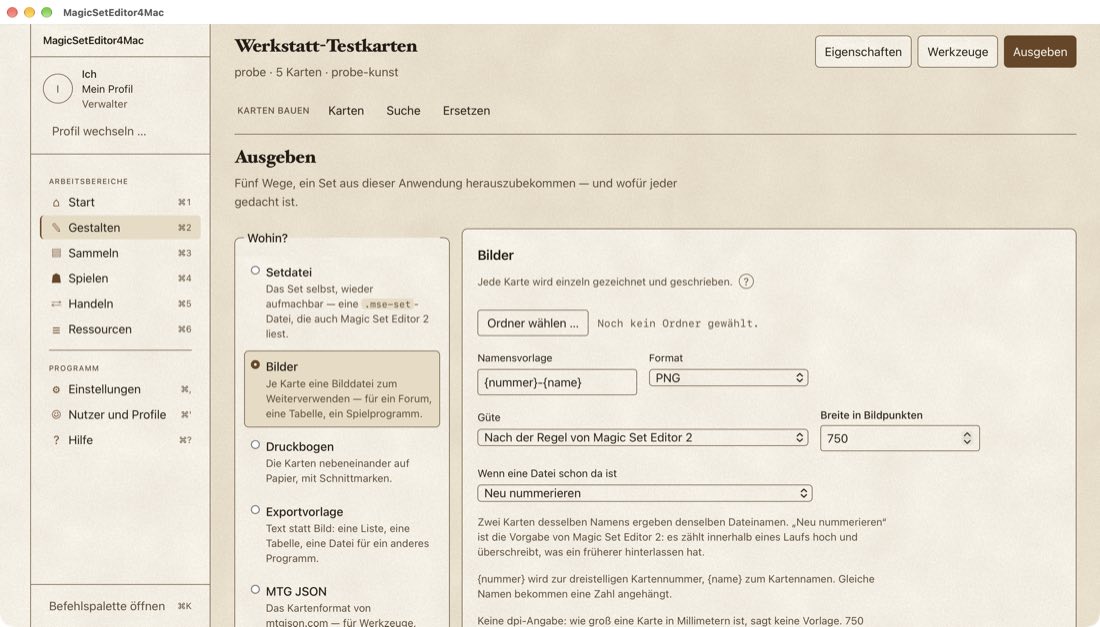 MagicSetEditor4Mac
MagicSetEditor4Mac
I
Ich
Mein Profil
Verwalter
Profil wechseln ...
ARBEITSBEREICHE
Start ⌘1
Gestalten ⌘2
Sammeln ⌘3
Spielen ⌘4
Handeln ⌘5
Ressourcen ⌘6
PROGRAMM
Einstellungen ⌘,
Nutzer und Profile ⌘'
? Hilfe ⌘?
Befehlspalette öffnen ⌘K
Werkstatt-Testkarten
probe · 5 Karten · probe-kunst
Eigenschaften
Werkzeuge
Ausgeben
KARTEN BAUEN Karten Suche Ersetzen
Ausgeben
Fünf Wege, ein Set aus dieser Anwendung herauszubekommen — und wofür jeder
gedacht ist.
Wohin?
Setdatei
Das Set selbst, wieder
aufmachbar — eine .mse-set-
Datei, die auch Magic Set Editor 2
liest.
Bilder
Je Karte eine Bilddatei zum
Weiterverwenden — für ein Forum,
eine Tabelle, ein Spielprogramm.
Druckbogen
Die Karten nebeneinander auf
Papier, mit Schnittmarken.
Exportvorlage
Text statt Bild: eine Liste, eine
Tabelle, eine Datei für ein anderes
Programm.
MTG JSON
Das Kartenformat von
mtgjson.com — für Werkzeuge,
Bilder
Jede Karte wird einzeln gezeichnet und geschrieben. ?
Ordner wählen ... Noch kein Ordner gewählt.
Namensvorlage
{nummer}-{name}
Format
PNG
Güte
Nach der Regel von Magic Set Editor 2
Breite in Bildpunkten
750
Wenn eine Datei schon da ist
Neu nummerieren
Zwei Karten desselben Namens ergeben denselben Dateinamen. „Neu nummerieren“
ist die Vorgabe von Magic Set Editor 2: es zählt innerhalb eines Laufs hoch und
überschreibt, was ein früherer hinterlassen hat.
{nummer} wird zur dreistelligen Kartennummer, {name} zum Kartennamen. Gleiche
Namen bekommen eine Zahl angehängt.
Keine dpi-Angabe: wie groß eine Karte in Millimetern ist, sagt keine Vorlage. 750